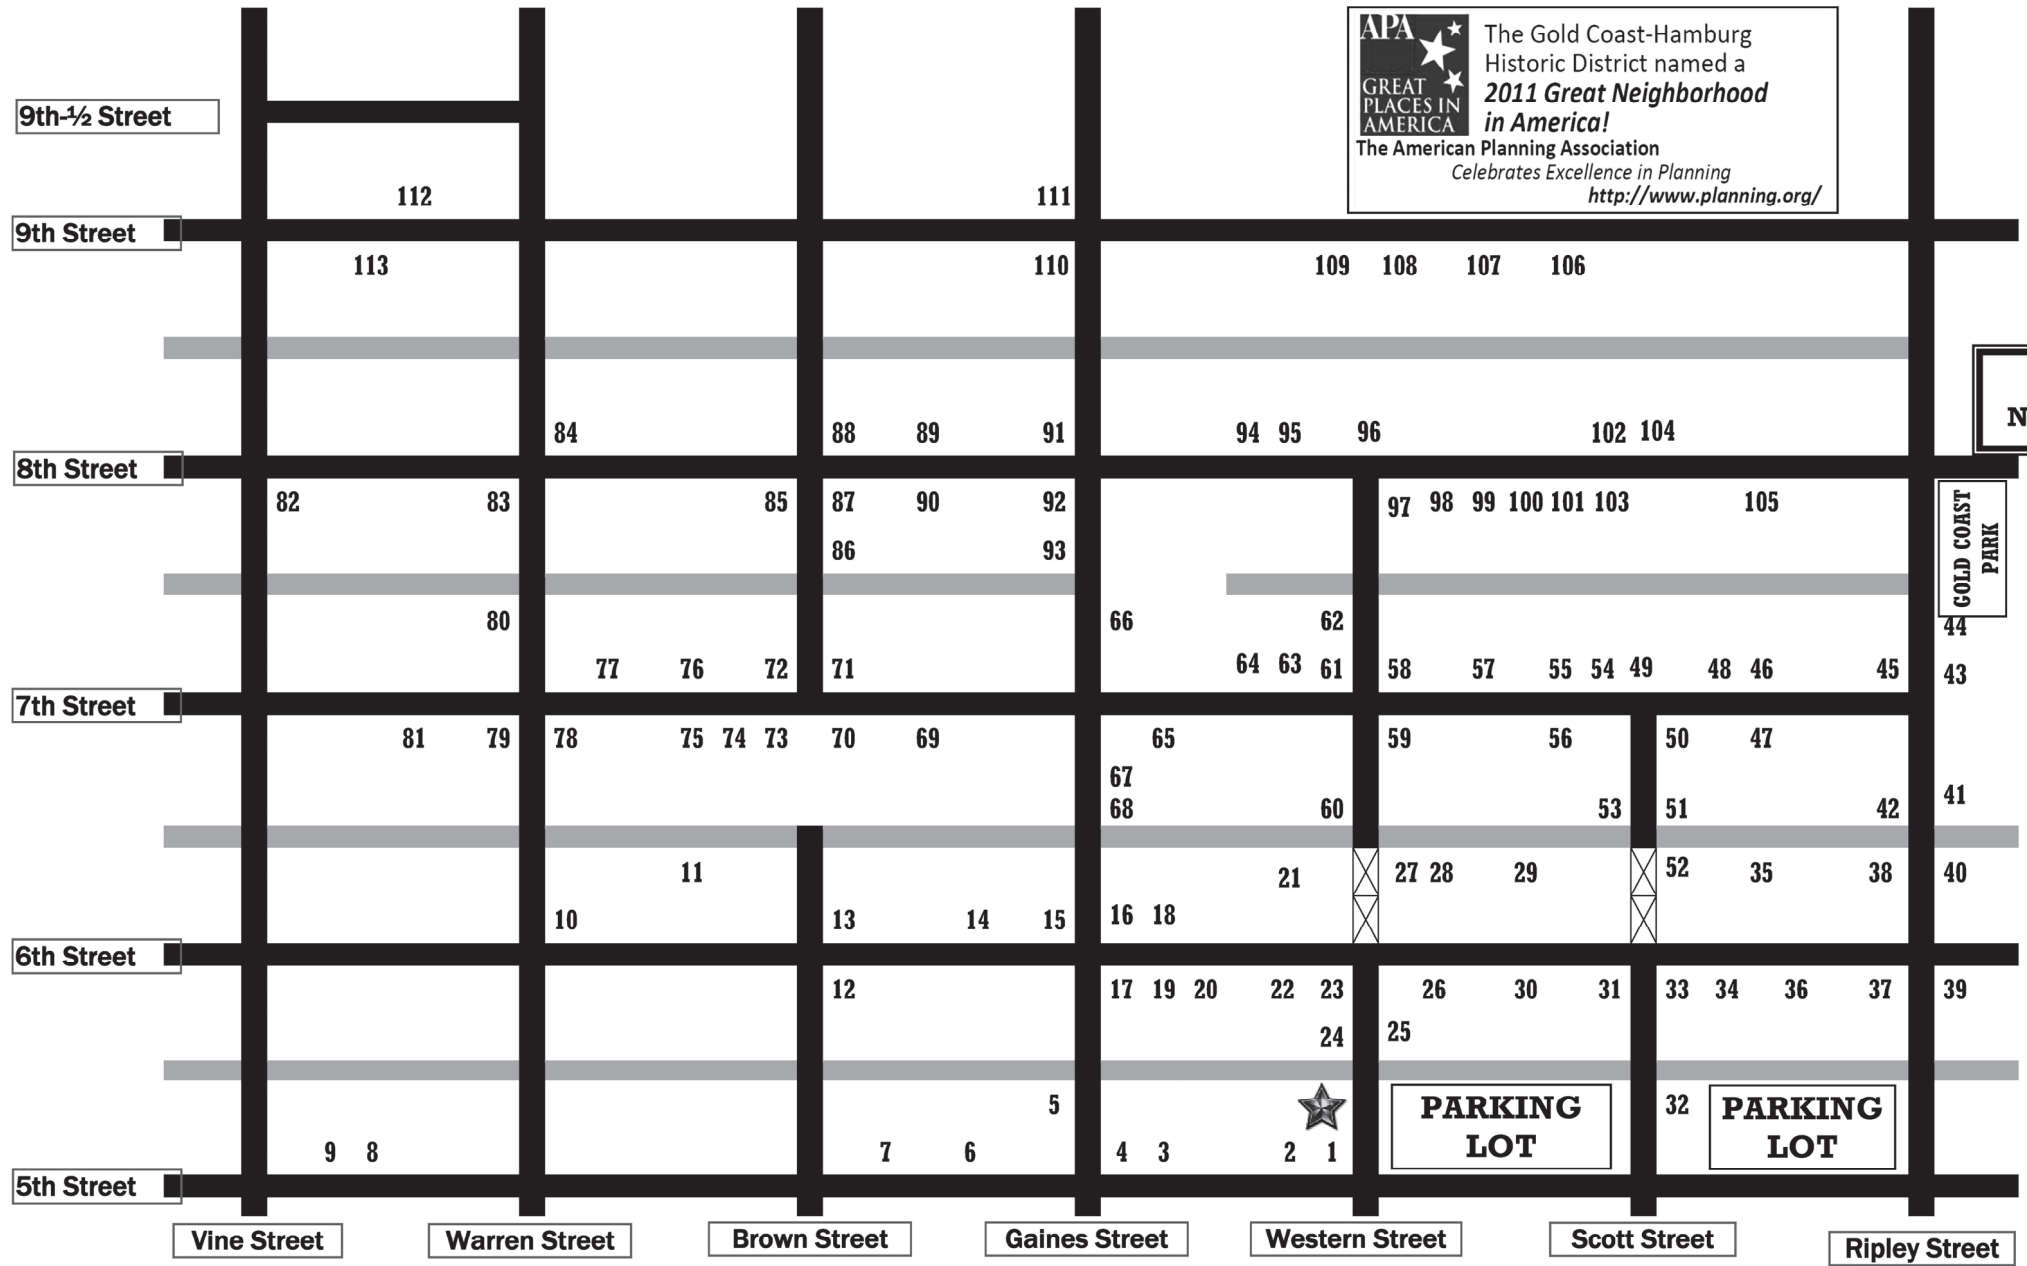 APA
GREAT
PLACES IN
AMERICA
The Gold Coast-Hamburg
Historic District named a
2011 Great Neighborhood
in America!
The American Planning Association
Celebrates Excellence in Planning
http://www.planning.org/
9th-½ Street
112 111
9th Street
113 110 109 108 107 106
84 88 89 91 94 95 96 102 104
N
8th Street
82 83 85 87 90 92 97 98 99 100 101 103 105
GOLD COAST
PARK
86 93
80 66 62 44
77 76 72 71 64 63 61 58 57 55 54 49 48 46 45 43
7th Street
81 79 78 75 74 73 70 69 65 59 56 50 47
67
68 60 53 51 42 41
11 21 27 28 29 52 35 38 40
10 13 14 15 16 18
6th Street
12 17 19 20 22 23 26 30 31 33 34 36 37 39
24 25
5 32
PARKING
LOT
PARKING
LOT
9 8 7 6 4 3 2 1
5th Street
Vine Street Warren Street Brown Street Gaines Street Western Street Scott Street Ripley Street